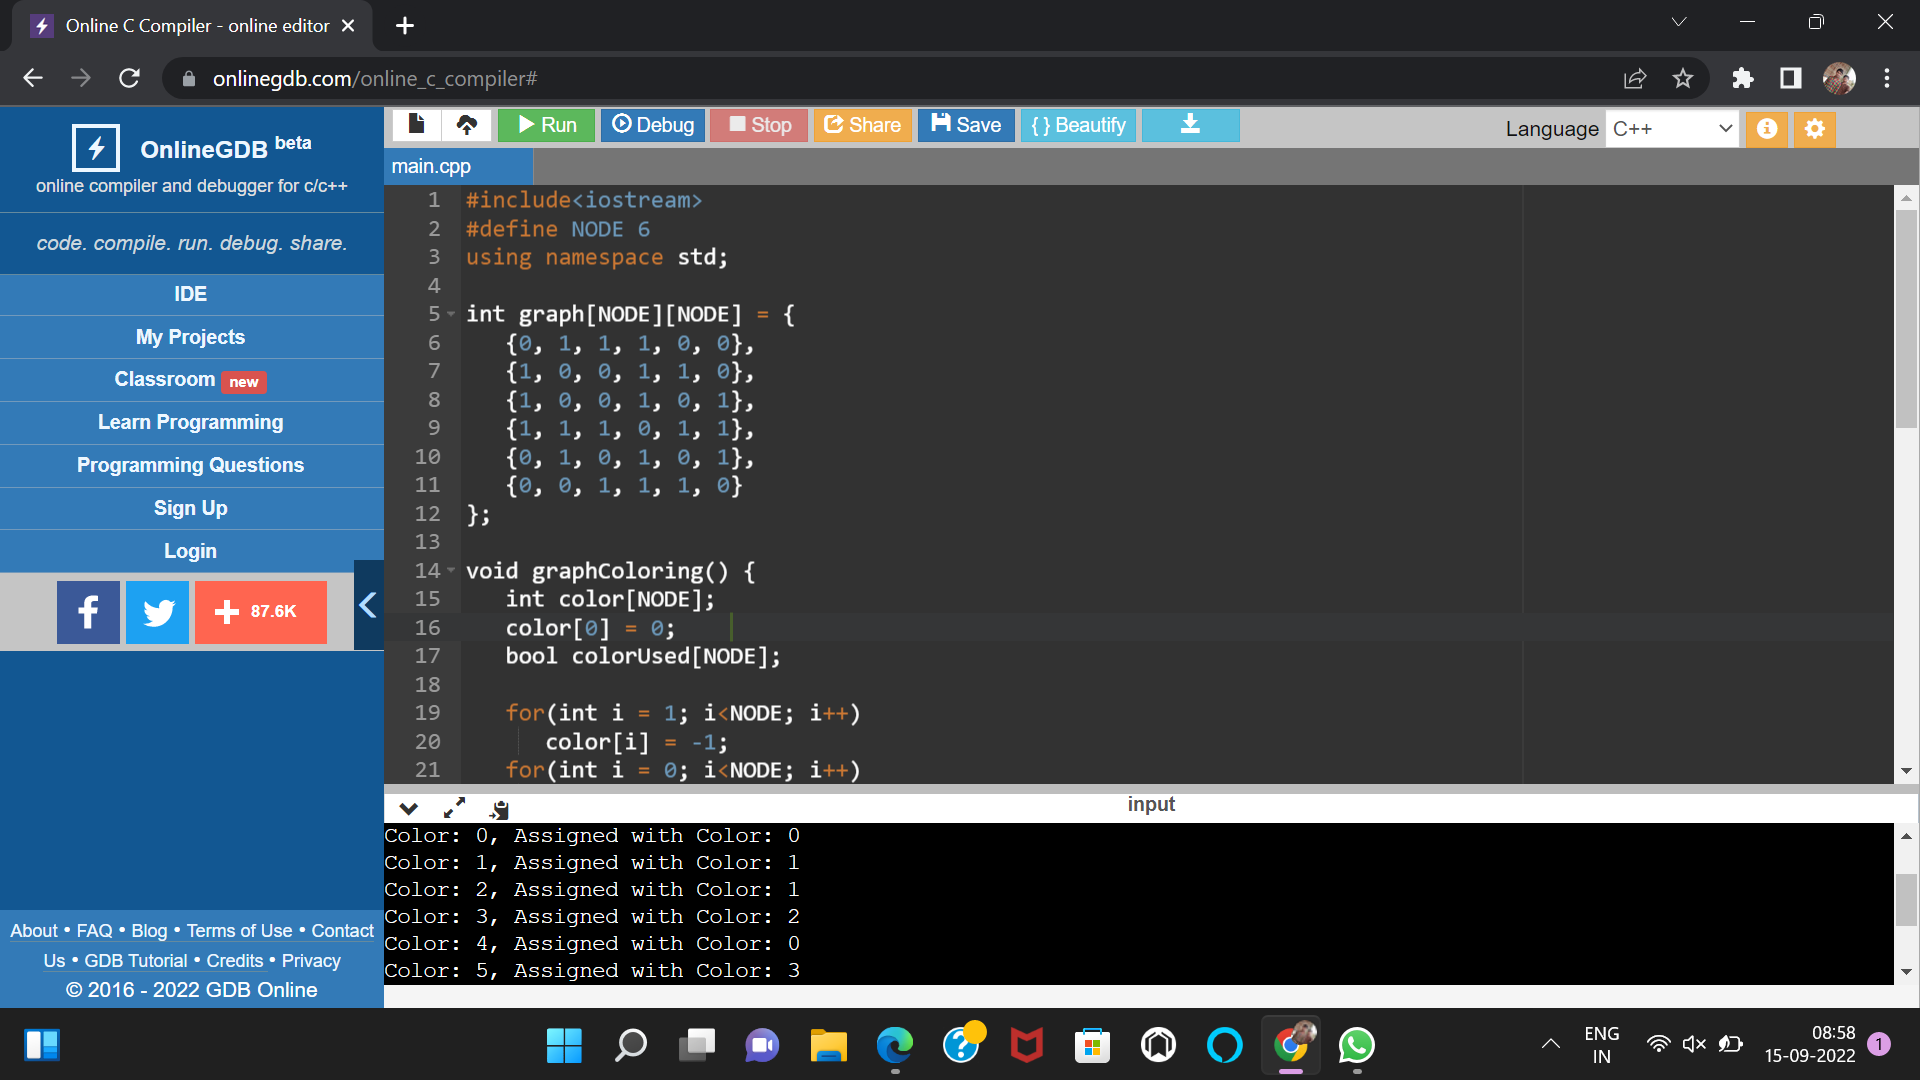 Online C Compiler - online editor
onlinegdb.com/online_c_compiler#
OnlineGDB beta
online compiler and debugger for c/c++
code. compile. run. debug. share.
IDE
My Projects
Classroom new
Learn Programming
Programming Questions
Sign Up
Login
87.6K
About • FAQ • Blog • Terms of Use • Contact
Us • GDB Tutorial • Credits • Privacy
© 2016 - 2022 GDB Online
Run Debug Stop Share Save {} Beautify
Language C++
main.cpp
1 #include<iostream>
2 #define NODE 6
3 using namespace std;
4
5 int graph[NODE][NODE] = {
6 {0, 1, 1, 1, 0, 0},
7 {1, 0, 0, 1, 1, 0},
8 {1, 0, 0, 1, 0, 1},
9 {1, 1, 1, 0, 1, 1},
10 {0, 1, 0, 1, 0, 1},
11 {0, 0, 1, 1, 1, 0}
12 };
13
14 void graphColoring() {
15 int color[NODE];
16 color[0] = 0;
17 bool colorUsed[NODE];
18
19 for(int i = 1; i<NODE; i++)
20 color[i] = -1;
21 for(int i = 0; i<NODE; i++)
input
Color: 0, Assigned with Color: 0
Color: 1, Assigned with Color: 1
Color: 2, Assigned with Color: 1
Color: 3, Assigned with Color: 2
Color: 4, Assigned with Color: 0
Color: 5, Assigned with Color: 3
ENG
IN
08:58
15-09-2022
1